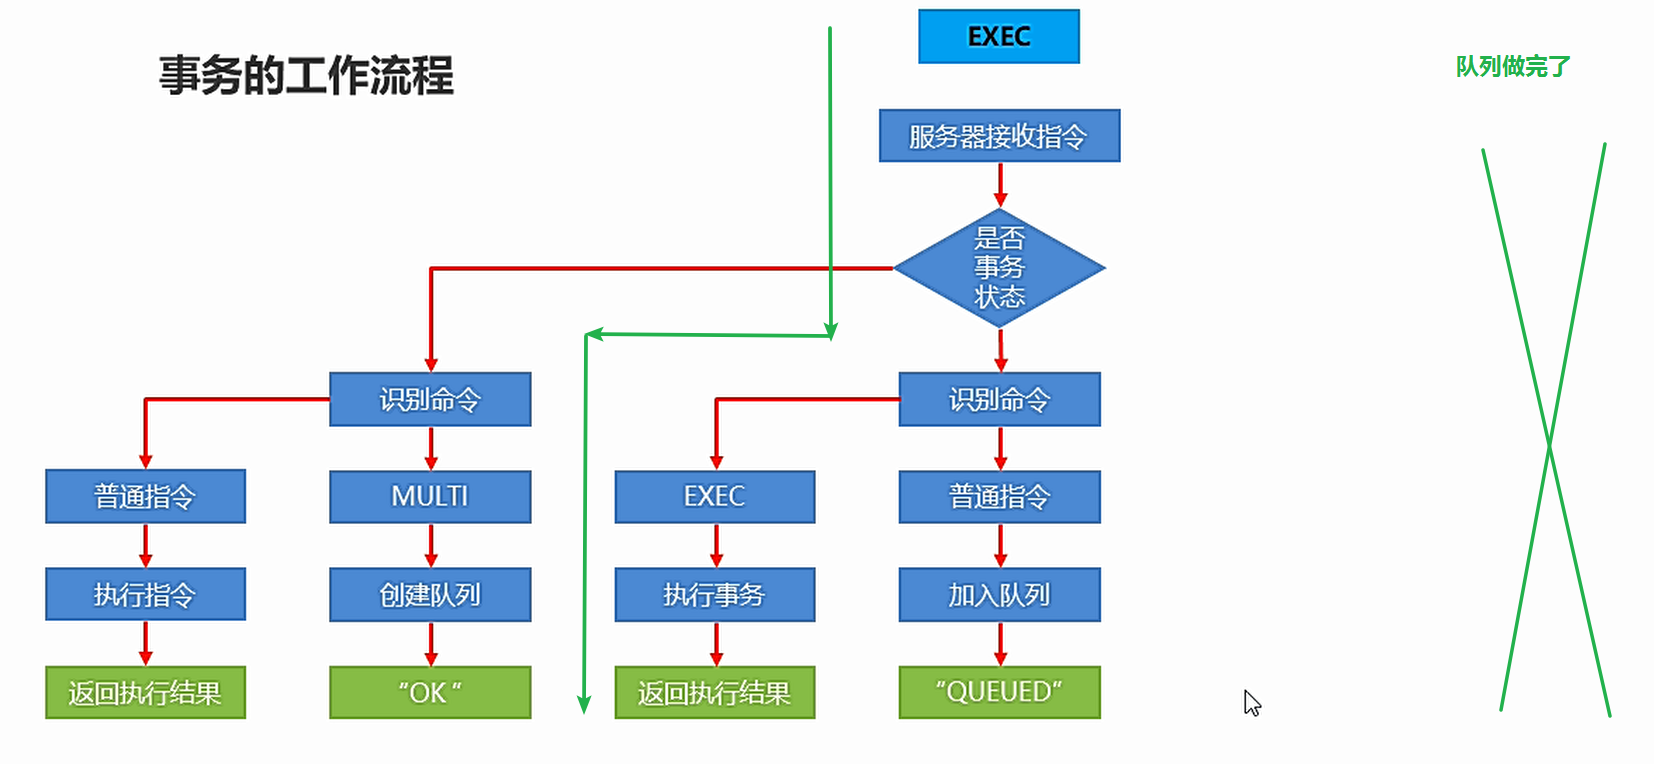 事务的工作流程
EXEC
队列做完了
服务器接收指令
是否
事务
状态
识别命令
识别命令
普通指令
MULTI
EXEC
普通指令
执行指令
创建队列
执行事务
加入队列
返回执行结果
“OK “
返回执行结果
“QUEUED”